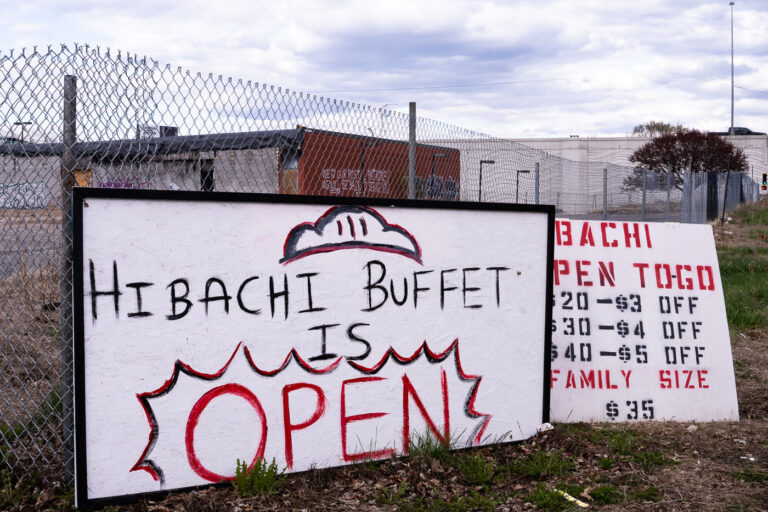 HIBACHI BUFFET
IS
OPEN
BACHI
PEN TOGO
$20-$3 OFF
$30-$4 OFF
$40-$5 OFF
FAMILY SIZE
$35